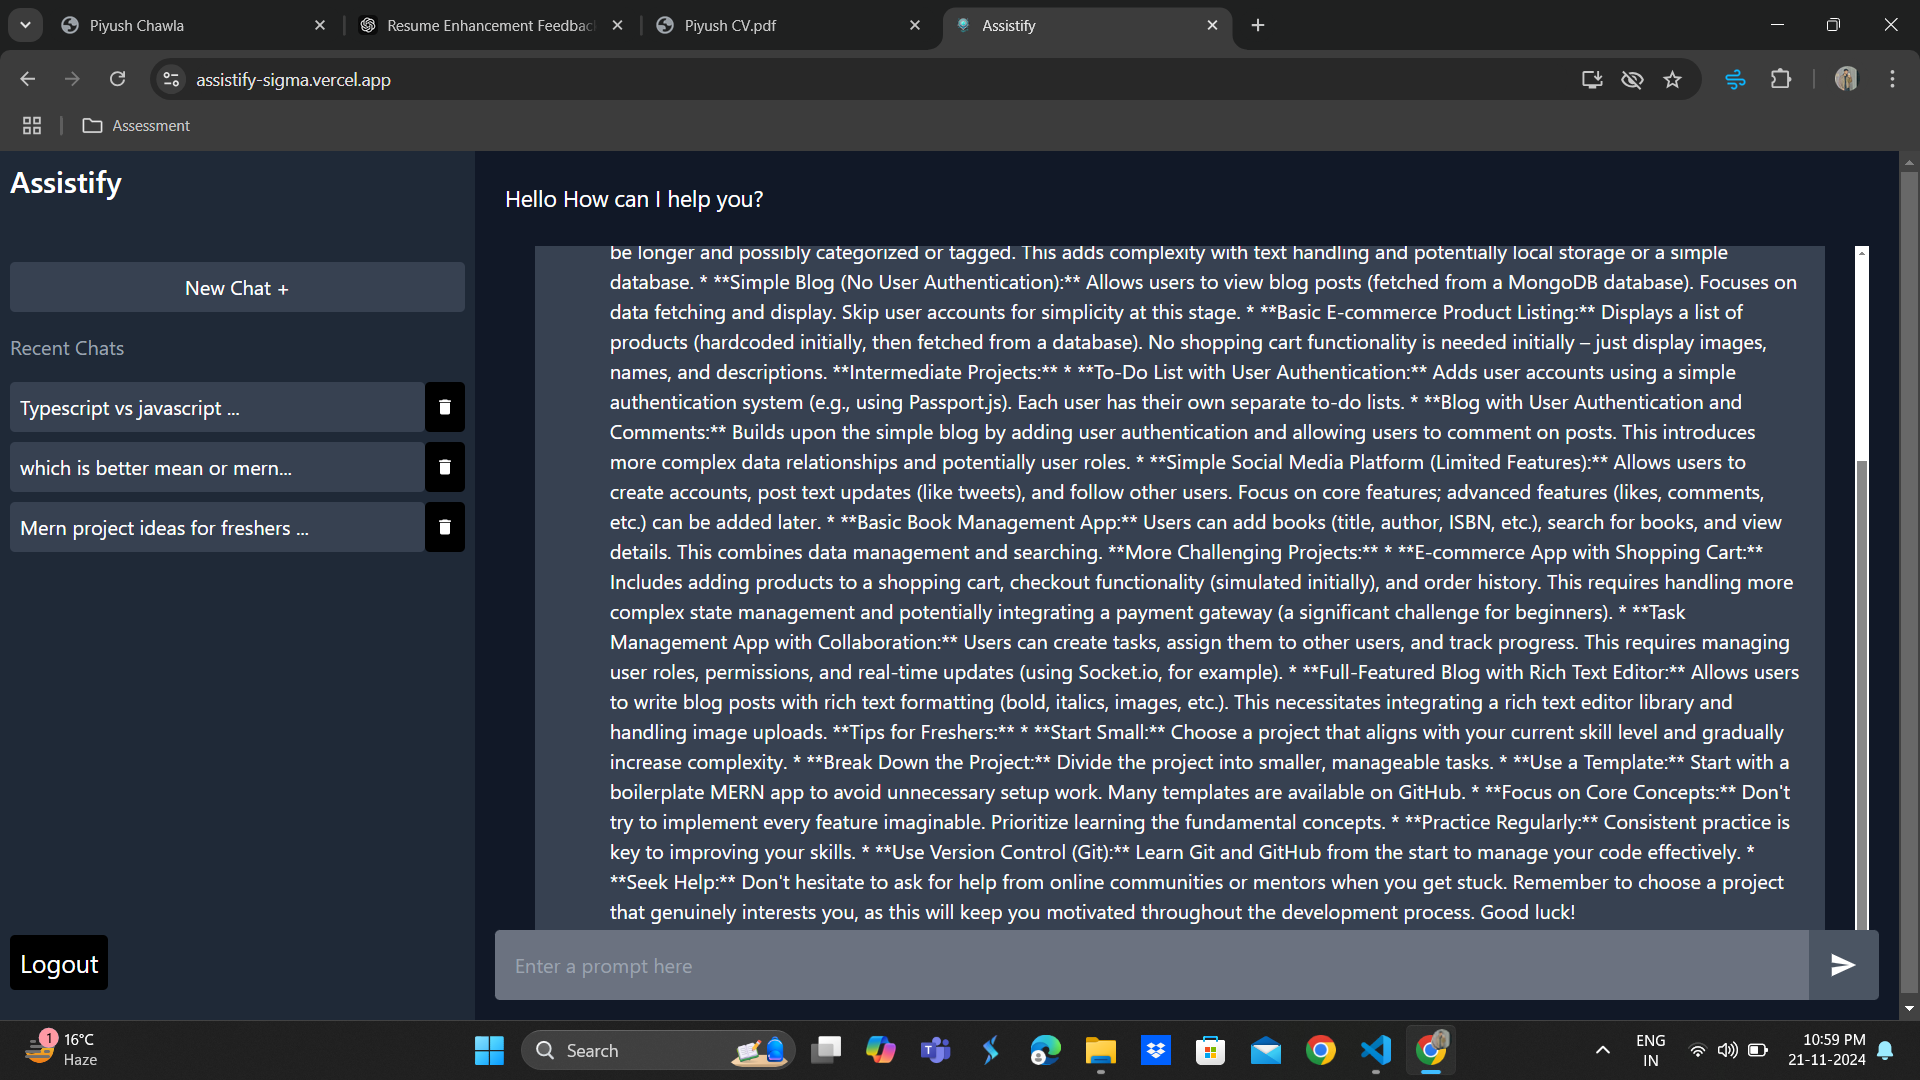 Piyush Chawla
Resume Enhancement Feedbac
Piyush CV.pdf
Assistify
assistify-sigma.vercel.app
Assessment
Assistify
New Chat +
Recent Chats
Typescript vs javascript ...
which is better mean or mern...
Mern project ideas for freshers ...
Logout
Hello How can I help you?
be longer and possibly categorized or tagged. This adds complexity with text handling and potentially local storage or a simple
database. * **Simple Blog (No User Authentication):** Allows users to view blog posts (fetched from a MongoDB database). Focuses on
data fetching and display. Skip user accounts for simplicity at this stage. * **Basic E-commerce Product Listing:** Displays a list of
products (hardcoded initially, then fetched from a database). No shopping cart functionality is needed initially – just display images,
names, and descriptions. **Intermediate Projects:** * **To-Do List with User Authentication:** Adds user accounts using a simple
authentication system (e.g., using Passport.js). Each user has their own separate to-do lists. * **Blog with User Authentication and
Comments:** Builds upon the simple blog by adding user authentication and allowing users to comment on posts. This introduces
more complex data relationships and potentially user roles. * **Simple Social Media Platform (Limited Features):** Allows users to
create accounts, post text updates (like tweets), and follow other users. Focus on core features; advanced features (likes, comments,
etc.) can be added later. * **Basic Book Management App:** Users can add books (title, author, ISBN, etc.), search for books, and view
details. This combines data management and searching. **More Challenging Projects:** * **E-commerce App with Shopping Cart:**
Includes adding products to a shopping cart, checkout functionality (simulated initially), and order history. This requires handling more
complex state management and potentially integrating a payment gateway (a significant challenge for beginners). * **Task
Management App with Collaboration:** Users can create tasks, assign them to other users, and track progress. This requires managing
user roles, permissions, and real-time updates (using Socket.io, for example). * **Full-Featured Blog with Rich Text Editor:** Allows users
to write blog posts with rich text formatting (bold, italics, images, etc.). This necessitates integrating a rich text editor library and
handling image uploads. **Tips for Freshers:** * **Start Small:** Choose a project that aligns with your current skill level and gradually
increase complexity. * **Break Down the Project:** Divide the project into smaller, manageable tasks. * **Use a Template:** Start with a
boilerplate MERN app to avoid unnecessary setup work. Many templates are available on GitHub. * **Focus on Core Concepts:** Don't
try to implement every feature imaginable. Prioritize learning the fundamental concepts. * **Practice Regularly:** Consistent practice is
key to improving your skills. * **Use Version Control (Git):** Learn Git and GitHub from the start to manage your code effectively. *
**Seek Help:** Don't hesitate to ask for help from online communities or mentors when you get stuck. Remember to choose a project
that genuinely interests you, as this will keep you motivated throughout the development process. Good luck!
Enter a prompt here
1
16°C
Haze
Search
ENG
IN
10:59 PM
21-11-2024